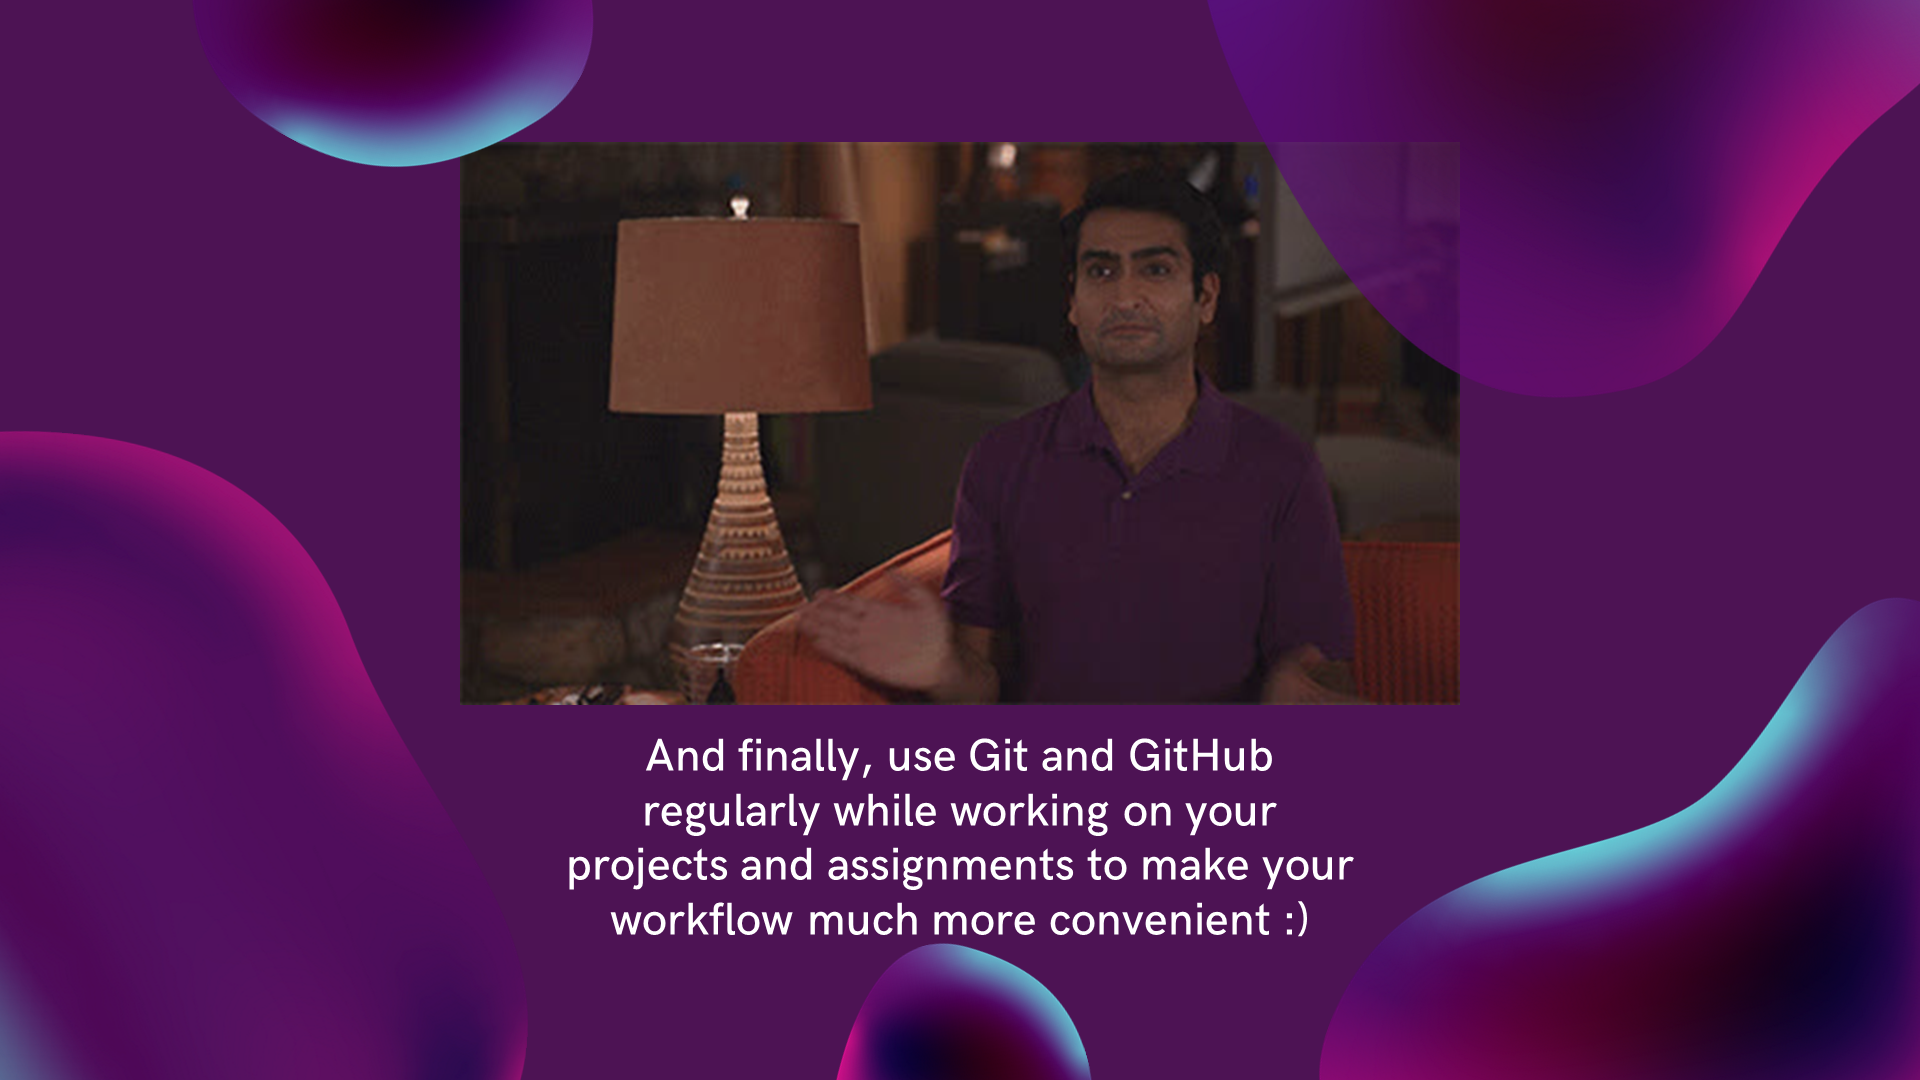 And finally, use Git and GitHub
regularly while working on your
projects and assignments to make your
workflow much more convenient :)